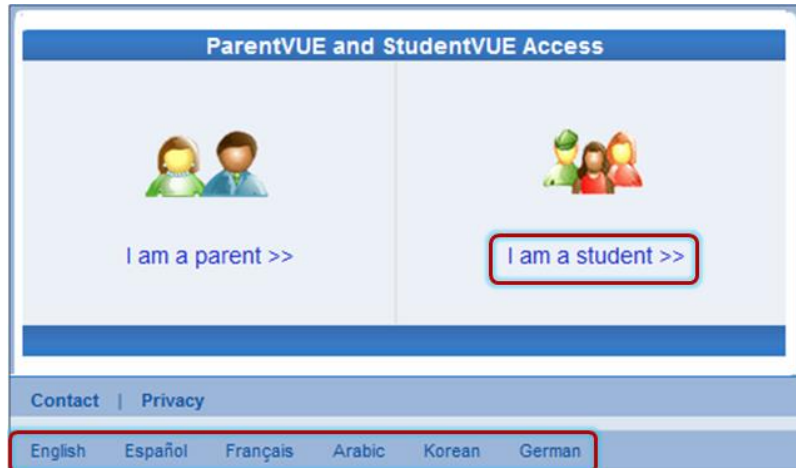 ParentVUE and StudentVUE Access
I am a parent >>
I am a student >>
Contact | Privacy
English Español Français Arabic Korean German